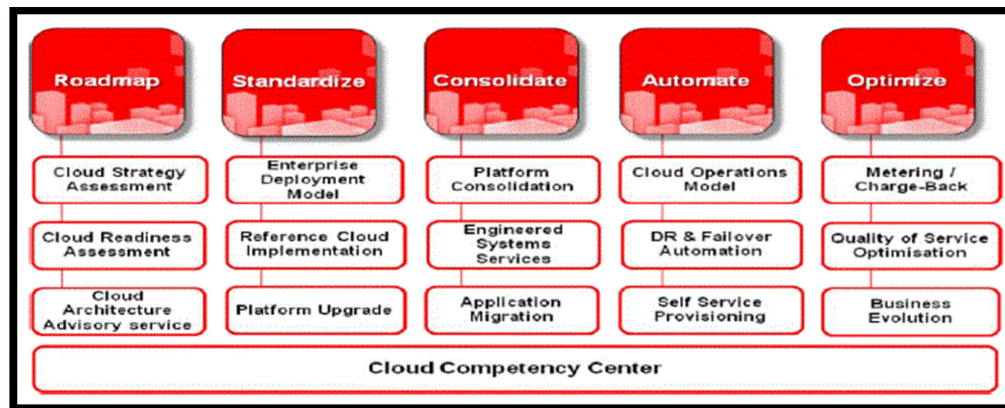 Roadmap
Standardize
Consolidate
Automate
Optimize
Cloud Strategy
Assessment
Enterprise
Deployment
Model
Platform
Consolidation
Cloud Operations
Model
Metering /
Charge-Back
Cloud Readiness
Assessment
Reference Cloud
Implementation
Engineered
Systems
Services
DR & Failover
Automation
Quality of Service
Optimisation
Cloud
Architecture
Advisory service
Platform Upgrade
Application
Migration
Self Service
Provisioning
Business
Evolution
Cloud Competency Center